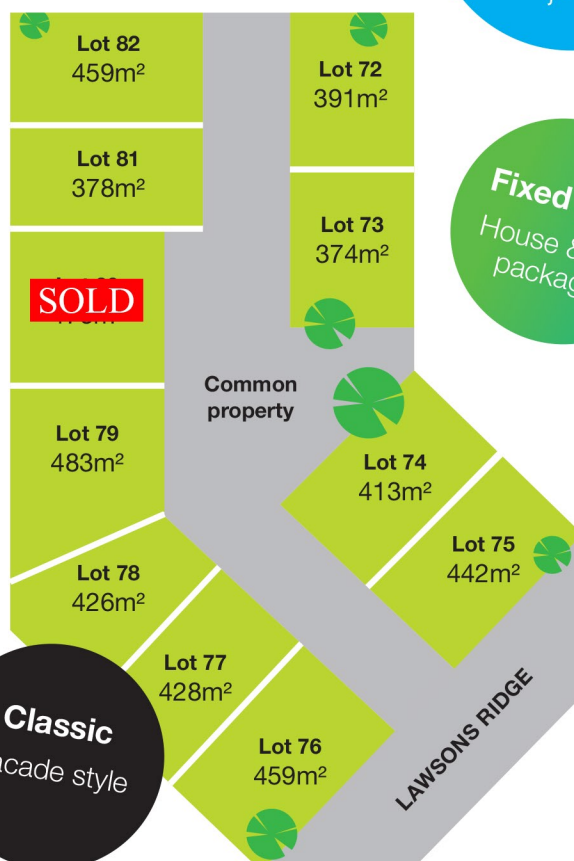 Lot 82
459m²
Lot 72
391m²
Lot 81
378m²
Fixed
House &
Lot 73
374m²
SOLD
Common
property
Lot 79
483m²
Lot 74
413m²
Lot 75
442m²
Lot 78
426m²
Lot 77
428m²
Classic
style
Lot 76
459m²
LAWSONS RIDGE